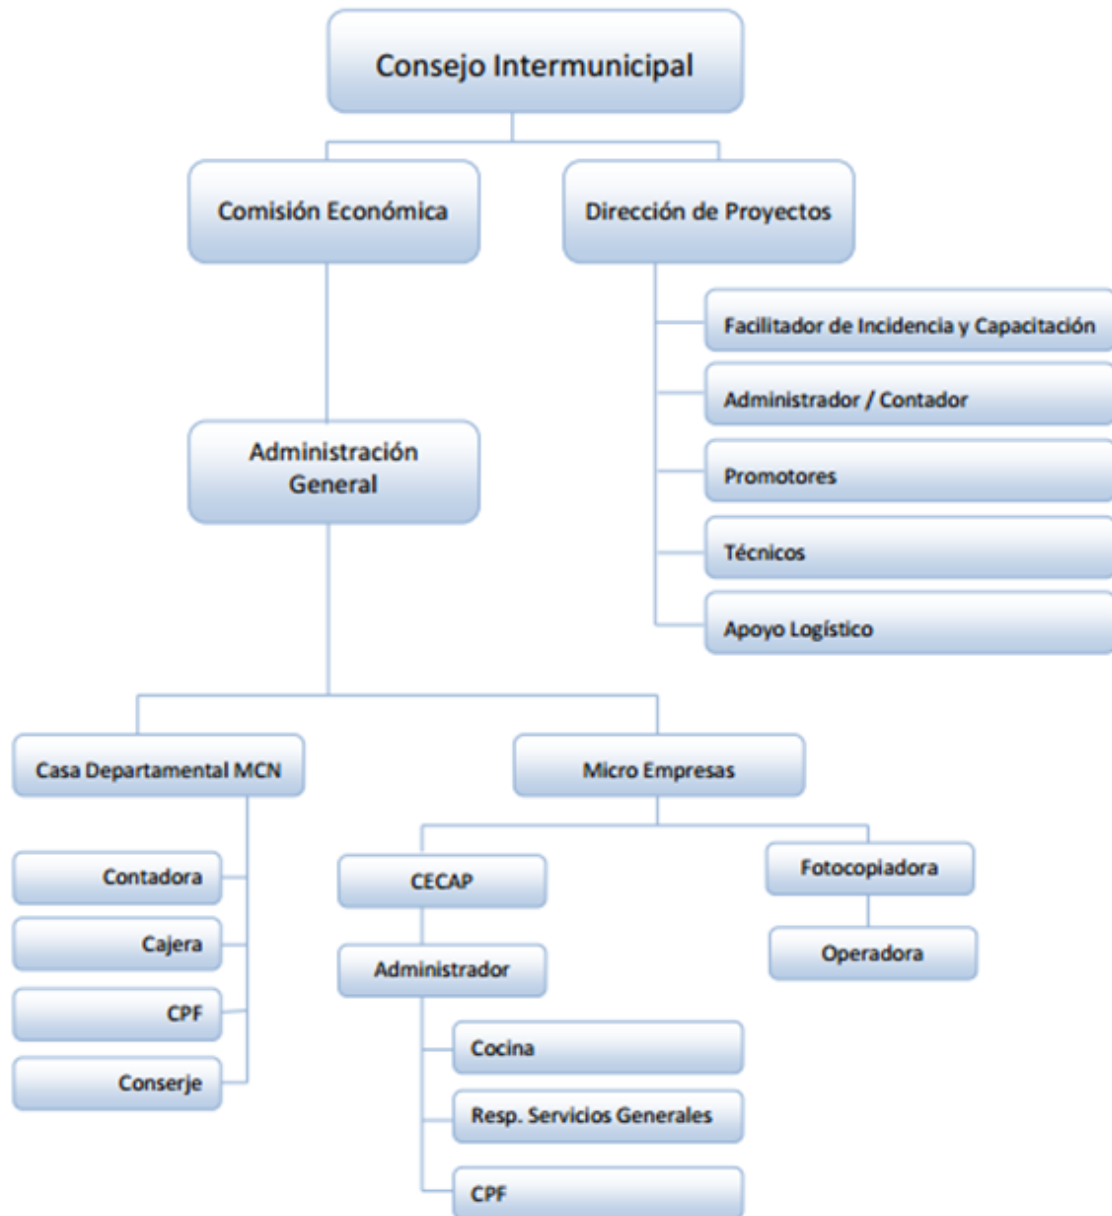 Consejo Intermunicipal
Comisión Económica
Dirección de Proyectos
Facilitador de Incidencia y Capacitación
Administrador / Contador
Promotores
Técnicos
Apoyo Logístico
Administración
General
Casa Departamental MCN
Contadora
Cajera
CPF
Conserje
Micro Empresas
CECAP
Administrador
Cocina
Resp. Servicios Generales
CPF
Fotocopiadora
Operadora